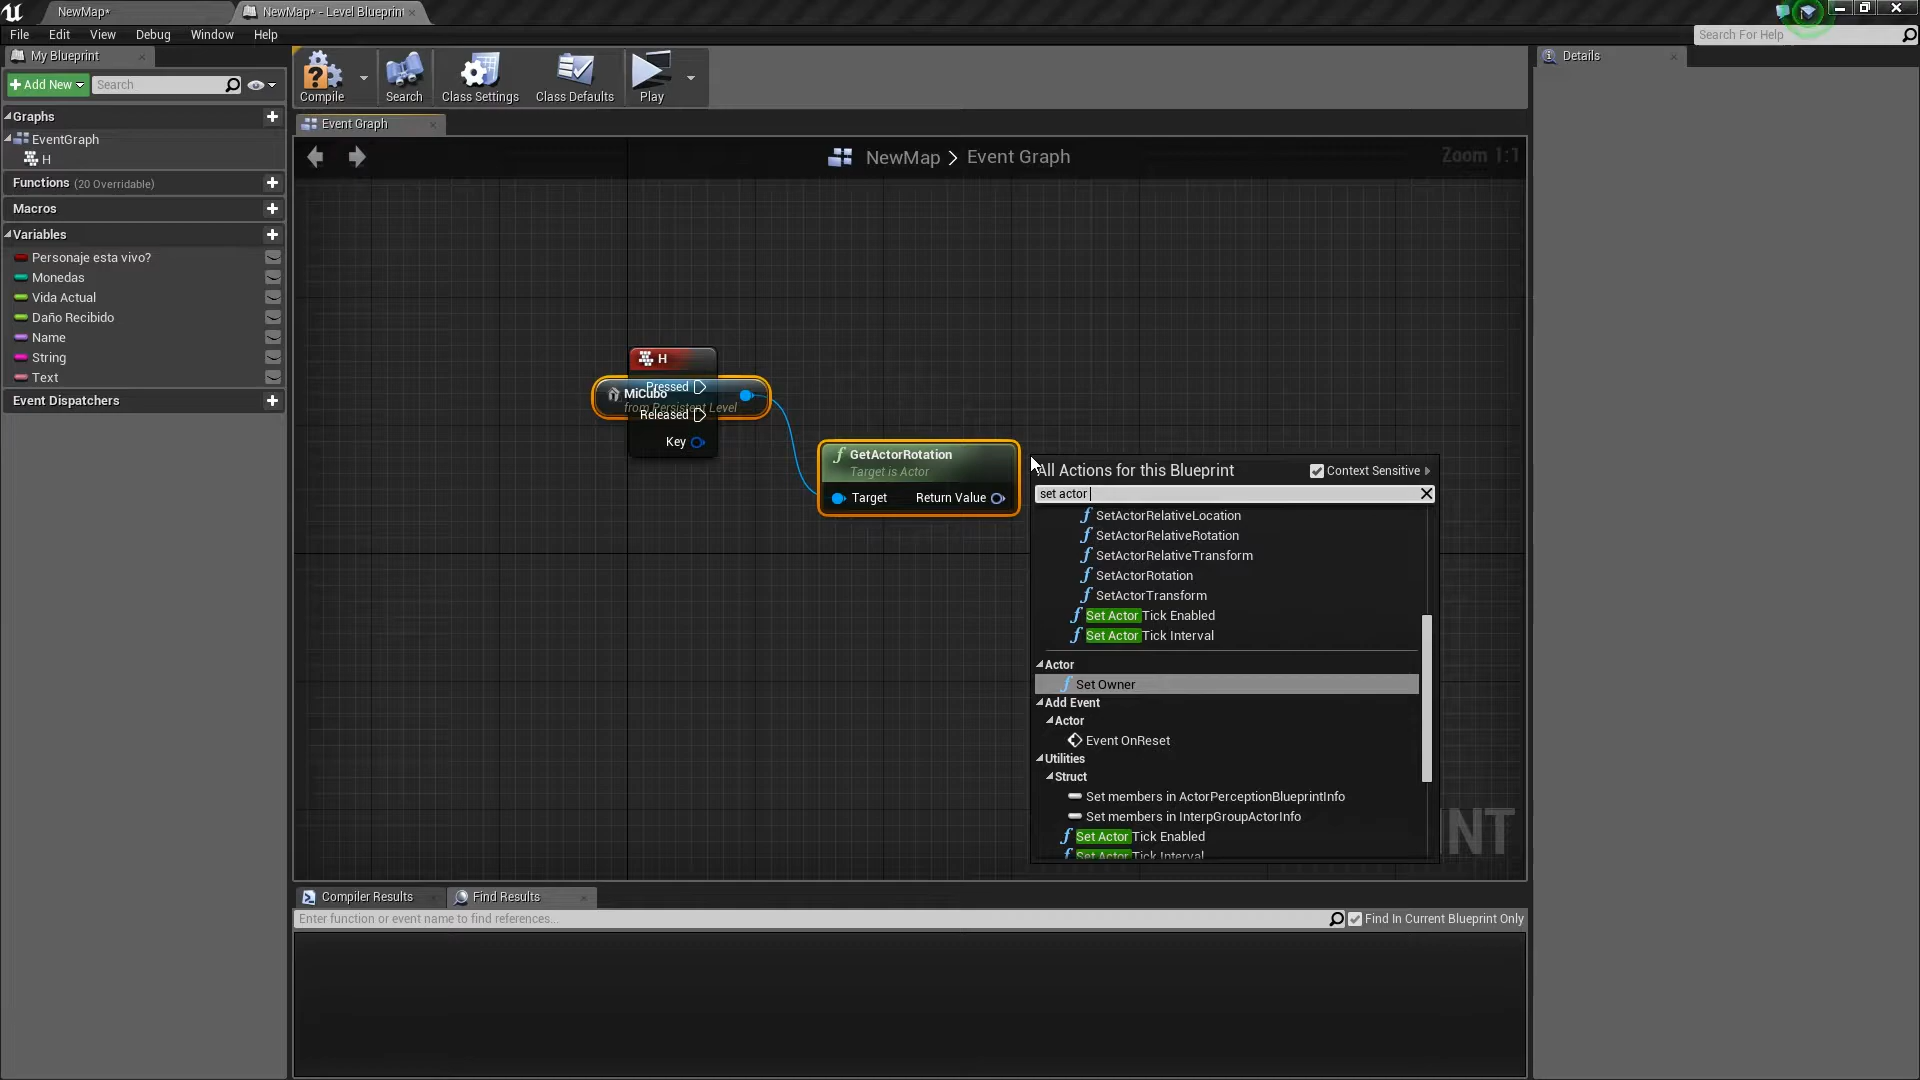 NewMap*
NewMap* - Level Blueprint
File Edit View Debug Window Help
Search For Help
My Blueprint
Add New
Search
Graphs
EventGraph
H
Functions (20 Overridable)
Macros
Variables
Personaje esta vivo?
Monedas
Vida Actual
Daño Recibido
Name
String
Text
Event Dispatchers
Compile
Search
Class Settings
Class Defaults
Play
Event Graph
NewMap > Event Graph
Zoom 1:1
H
Pressed
Released
Key
MiCubo
from Persistent Level
GetActorRotation
Target is Actor
Target Return Value
All Actions for this Blueprint
Context Sensitive
set actor
SetActorRelativeLocation
SetActorRelativeRotation
SetActorRelativeTransform
SetActorRotation
SetActorTransform
Set Actor Tick Enabled
Set Actor Tick Interval
Actor
Set Owner
Add Event
Actor
Event OnReset
Utilities
Struct
Set members in ActorPerceptionBlueprintInfo
Set members in InterpGroupActorInfo
Set Actor Tick Enabled
Set Actor Tick Interval
NT
Compiler Results
Find Results
Enter function or event name to find references...
Find In Current Blueprint Only
Details